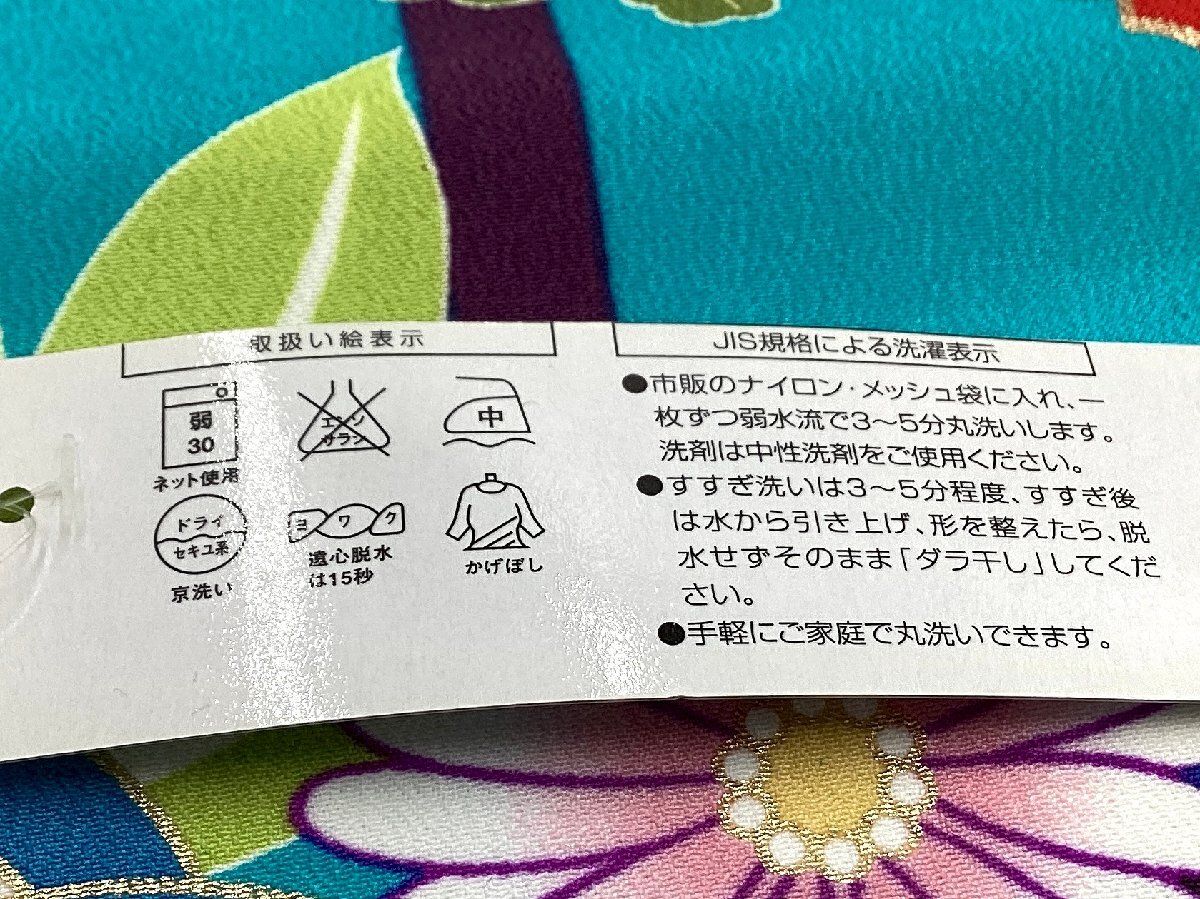 取扱い絵表示
弱
30
ネット使用
エンソ
サラシ
中
ドライ
セキユ系
京洗い
ヨワク
遠心脱水
は15秒
かげぼし
JIS規格による洗濯表示
●市販のナイロン・メッシュ袋に入れ、一
枚ずつ弱水流で3〜5分丸洗いします。
洗剤は中性洗剤をご使用ください。
●すすぎ洗いは3〜5分程度、すすぎ後
は水から引き上げ、形を整えたら、脱
水せずそのまま「ダラ干し」してくだ
さい。
●手軽にご家庭で丸洗いできます。